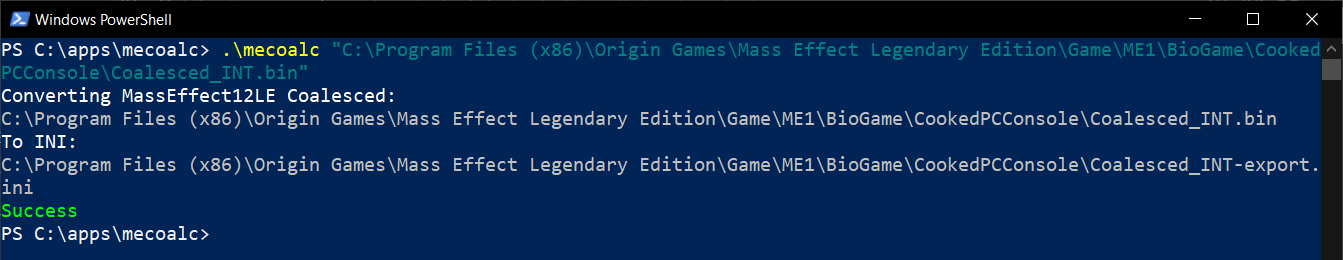 Windows PowerShell
PS C:\apps\mecoalc> .\mecoalc "C:\Program Files (x86)\Origin Games\Mass Effect Legendary Edition\Game\ME1\BioGame\Cooked
PCConsole\Coalesced_INT.bin"
Converting MassEffect12LE Coalesced:
C:\Program Files (x86)\Origin Games\Mass Effect Legendary Edition\Game\ME1\BioGame\CookedPCConsole\Coalesced_INT.bin
To INI:
C:\Program Files (x86)\Origin Games\Mass Effect Legendary Edition\Game\ME1\BioGame\CookedPCConsole\Coalesced_INT-export.
ini
Success
PS C:\apps\mecoalc>